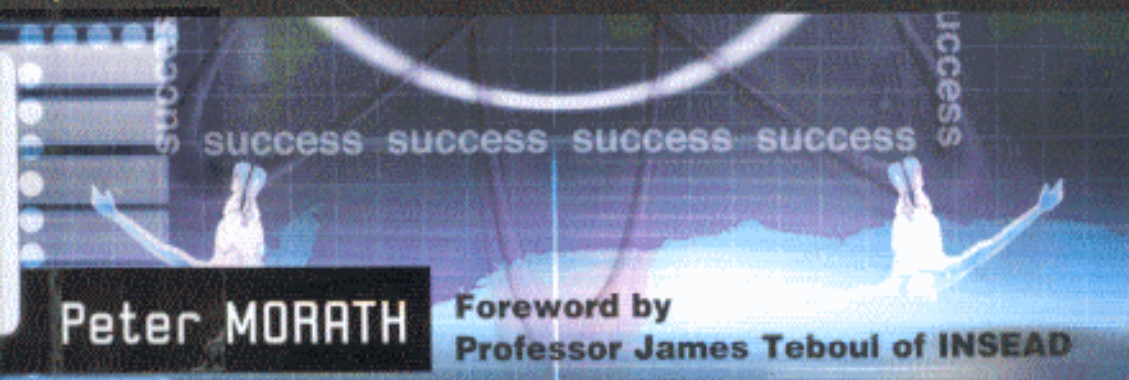 success
success
success success success success
Peter MORATH
Foreword by
Professor James Teboul of INSEAD